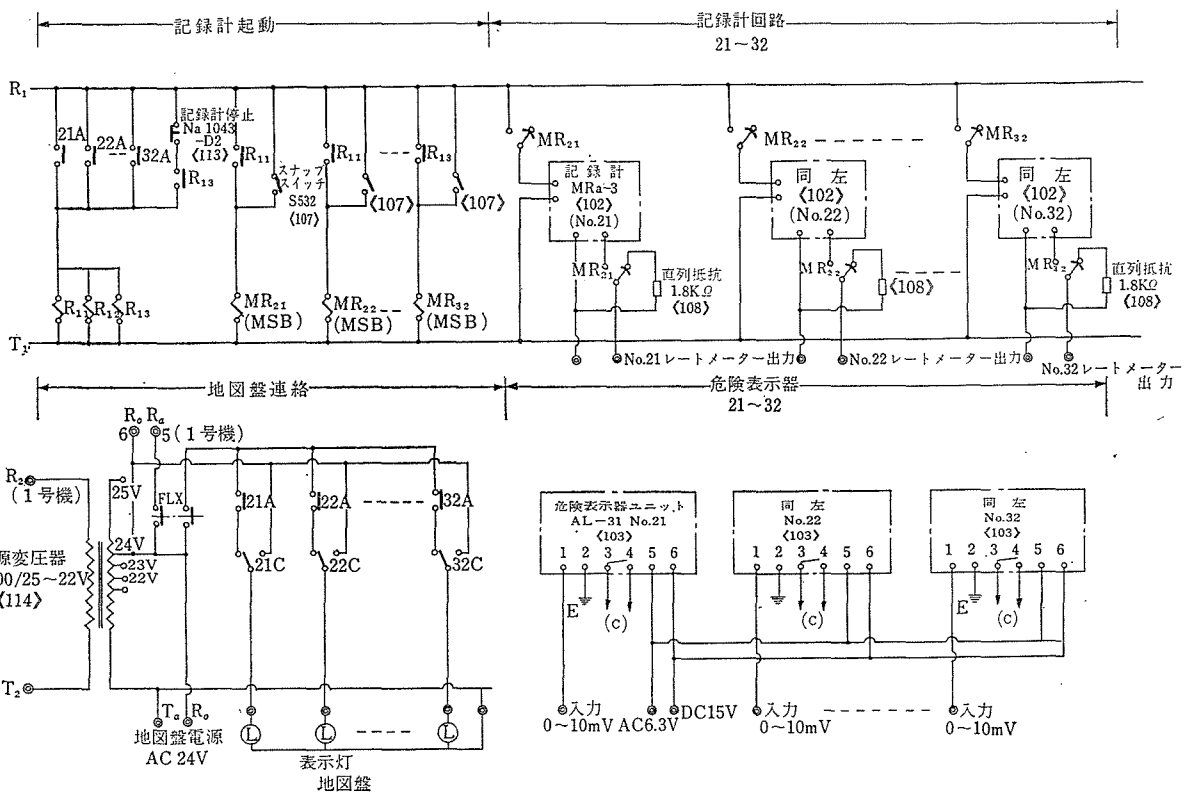 記録計起動
記録計回路
21～32
R₁
21A
22A
32A
記録計停止
Na 1043
-D2
《113》
R₁₃
R₁₁
スナップ
スイッチ
S532
《107》
R₁₁
《107》
R₁₃
《107》
MR₂₁
MR₂₂
MR₃₂
記録計
MRa-3
《102》
(No.21)
同左
《102》
(No.22)
同左
《102》
(No.32)
MR₂₁
直列抵抗
1.8KΩ
《108》
《108》
直列抵抗
1.8KΩ
《108》
R₁₂
R₁₃
MR₂₁
(MSB)
MR₂₂
(MSB)
MR₃₂
(MSB)
No.21レートメーター出力
No.22レートメーター出力
No.32レートメーター
出力
地図盤連絡
危険表示器
21～32
R₀ Rₐ
6 5(1号機)
R₂
(1号機)
25V
FLX
24V
23V
22V
源変圧器
00/25～22V
《114》
21A
22A
32A
21C
22C
32C
T₂
Tₐ R₀
地図盤電源
AC 24V
L L L
表示灯
地図盤
危険表示器ユニット
AL-31 No.21
《103》
1 2 3 4 5 6
同左
No.22
《103》
1 2 3 4 5 6
同左
No.32
《103》
1 2 3 4 5 6
E
(C)
(C)
E
(C)
入力
0～10mV
AC6.3V
DC15V
入力
0～10mV
入力
0～10mV